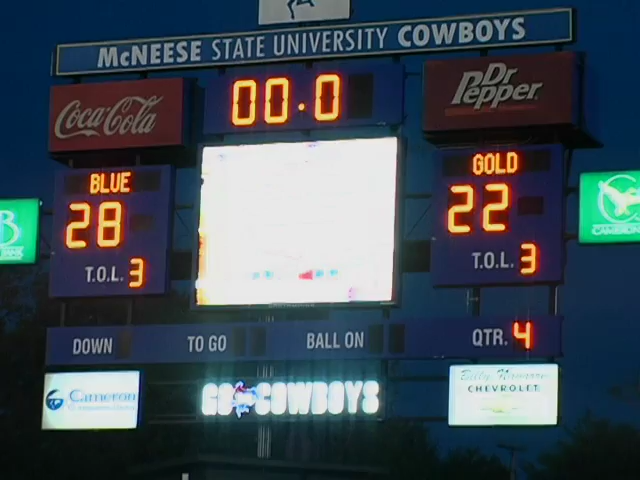 McNEESE STATE UNIVERSITY COWBOYS
Coca-Cola
00.0
Dr Pepper
BLUE
28
T.O.L. 3
GOLD
22
T.O.L. 3
DOWN TO GO BALL ON QTR. 4
Cameron
GO COWBOYS
CHEVROLET